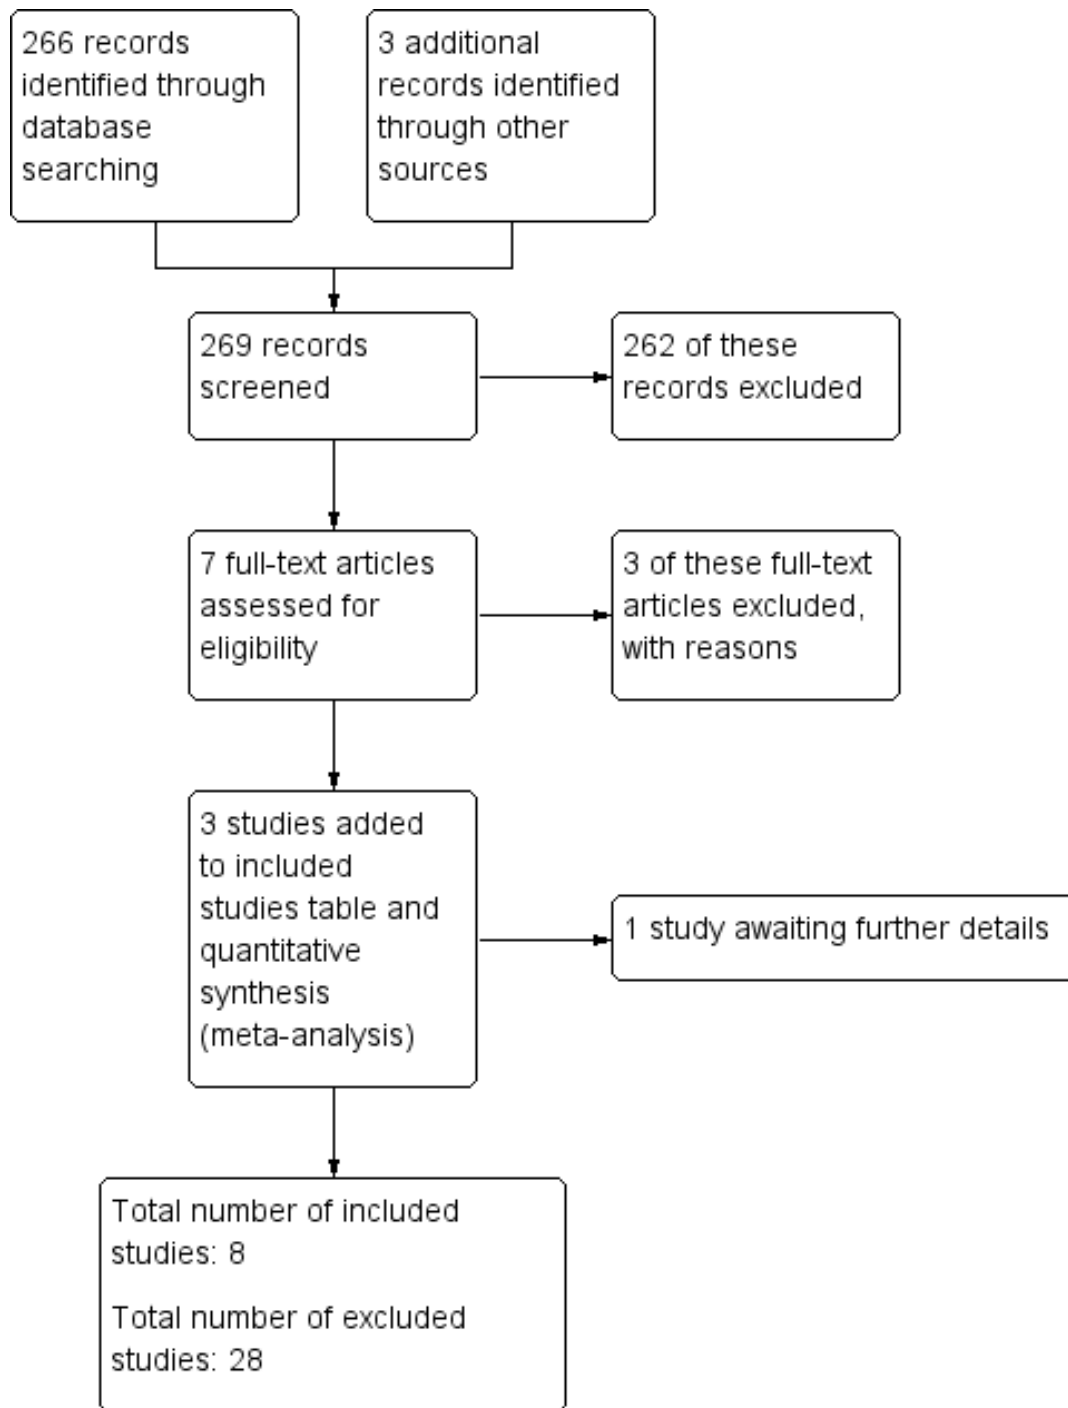 266 records
identified through
database
searching
3 additional
records identified
through other
sources
269 records
screened
262 of these
records excluded
7 full-text articles
assessed for
eligibility
3 of these full-text
articles excluded,
with reasons
3 studies added
to included
studies table and
quantitative
synthesis
(meta-analysis)
1 study awaiting further details
Total number of included
studies: 8
Total number of excluded
studies: 28